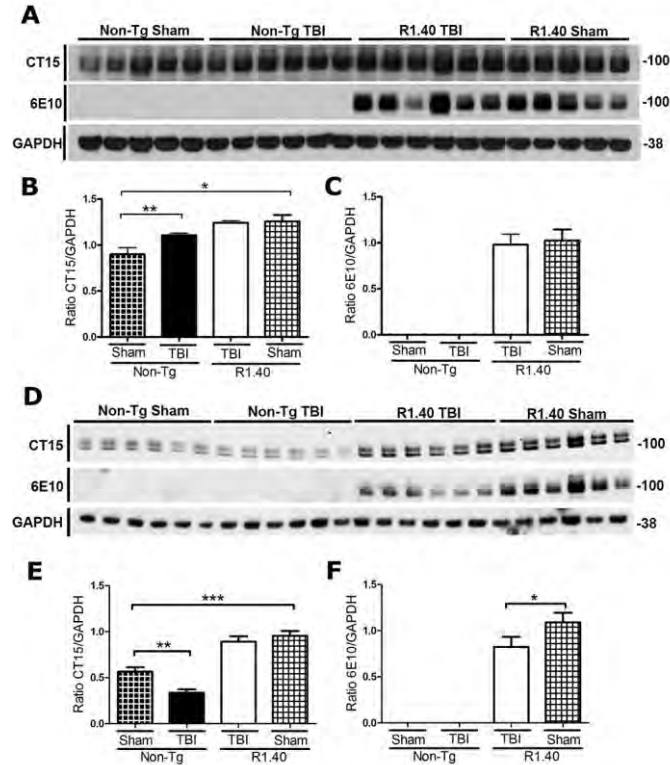 A
Non-Tg Sham Non-Tg TBI R1.40 TBI R1.40 Sham
CT15 -100
6E10 -100
GAPDH -38
B
Ratio CT15/GAPDH
1.5
1.0
0.5
0.0
**
*
Sham TBI TBI Sham
Non-Tg R1.40
C
Ratio 6E10/GAPDH
1.5
1.0
0.5
0.0
Sham TBI TBI Sham
Non-Tg R1.40
D
Non-Tg Sham Non-Tg TBI R1.40 TBI R1.40 Sham
CT15 -100
6E10 -100
GAPDH -38
E
Ratio CT15/GAPDH
1.5
1.0
0.5
0.0
***
**
Sham TBI TBI Sham
Non-Tg R1.40
F
Ratio 6E10/GAPDH
1.5
1.0
0.5
0.0
*
Sham TBI TBI Sham
Non-Tg R1.40